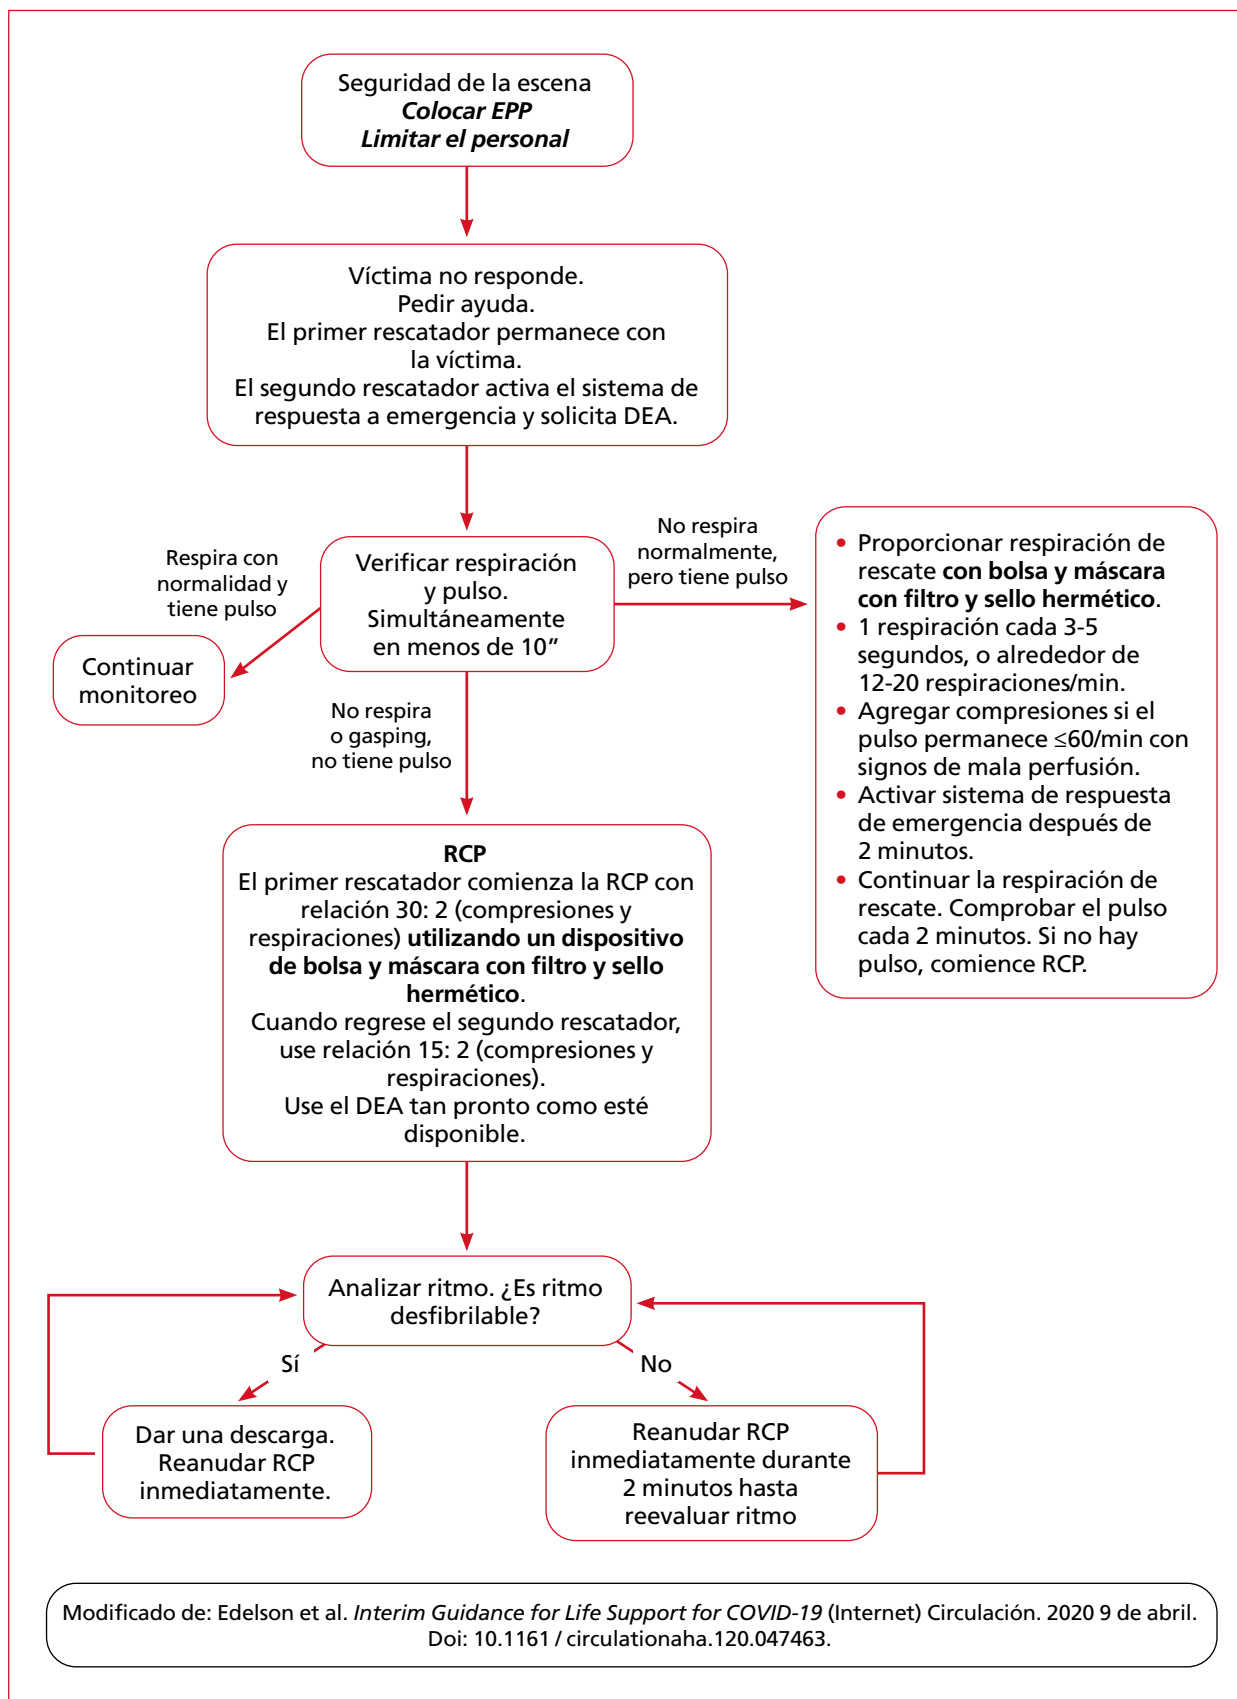 Seguridad de la escena
Colocar EPP
Limitar el personal
Víctima no responde.
Pedir ayuda.
El primer rescatador permanece con
la víctima.
El segundo rescatador activa el sistema de
respuesta a emergencia y solicita DEA.
Respira con
normalidad y
tiene pulso
Verificar respiración
y pulso.
Simultáneamente
en menos de 10”
No respira
normalmente,
pero tiene pulso
Continuar
monitoreo
• Proporcionar respiración de
rescate con bolsa y máscara
con filtro y sello hermético.
• 1 respiración cada 3-5
segundos, o alrededor de
12-20 respiraciones/min.
• Agregar compresiones si el
pulso permanece ≤60/min con
signos de mala perfusión.
• Activar sistema de respuesta
de emergencia después de
2 minutos.
• Continuar la respiración de
rescate. Comprobar el pulso
cada 2 minutos. Si no hay
pulso, comience RCP.
No respira
o gasping,
no tiene pulso
RCP
El primer rescatador comienza la RCP con
relación 30: 2 (compresiones y
respiraciones) utilizando un dispositivo
de bolsa y máscara con filtro y sello
hermético.
Cuando regrese el segundo rescatador,
use relación 15: 2 (compresiones y
respiraciones).
Use el DEA tan pronto como esté
disponible.
Analizar ritmo. ¿Es ritmo
desfibrilable?
Sí
No
Dar una descarga.
Reanudar RCP
inmediatamente.
Reanudar RCP
inmediatamente durante
2 minutos hasta
reevaluar ritmo
Modificado de: Edelson et al. Interim Guidance for Life Support for COVID-19 (Internet) Circulación. 2020 9 de abril.
Doi: 10.1161 / circulationaha.120.047463.